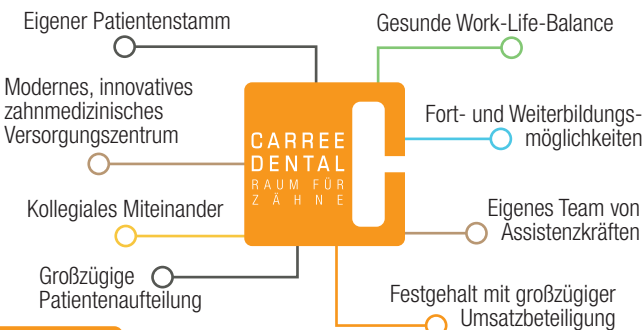 Eigener Patientenstamm
Gesunde Work-Life-Balance
Modernes, innovatives
zahnmedizinisches
Versorgungszentrum
Fort- und Weiterbildungs-
möglichkeiten
CARREE
DENTAL
RAUM FÜR
ZÄHNE
Kollegiales Miteinander
Eigenes Team von
Assistenzkräften
Großzügige
Patientenaufteilung
Festgehalt mit großzügiger
Umsatzbeteiligung